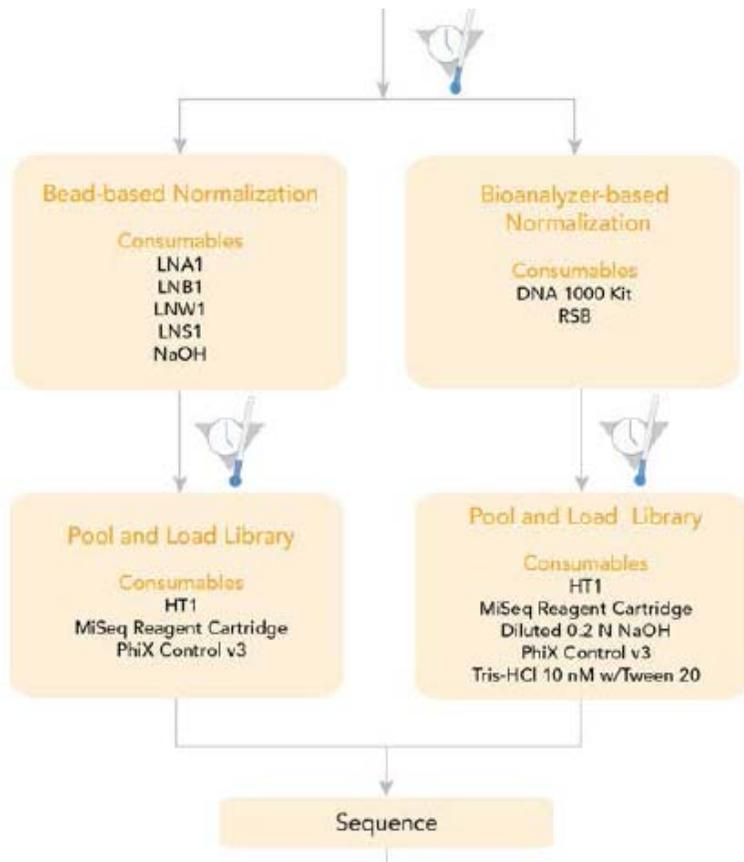 Bead-based Normalization
Consumables
LNA1
LNB1
LNW1
LNS1
NaOH
Bioanalyzer-based
Normalization
Consumables
DNA 1000 Kit
RSB
Pool and Load Library
Consumables
HT1
MiSeq Reagent Cartridge
PhiX Control v3
Pool and Load Library
Consumables
HT1
MiSeq Reagent Cartridge
Diluted 0.2 N NaOH
PhiX Control v3
Tris-HCl 10 nM w/Tween 20
Sequence